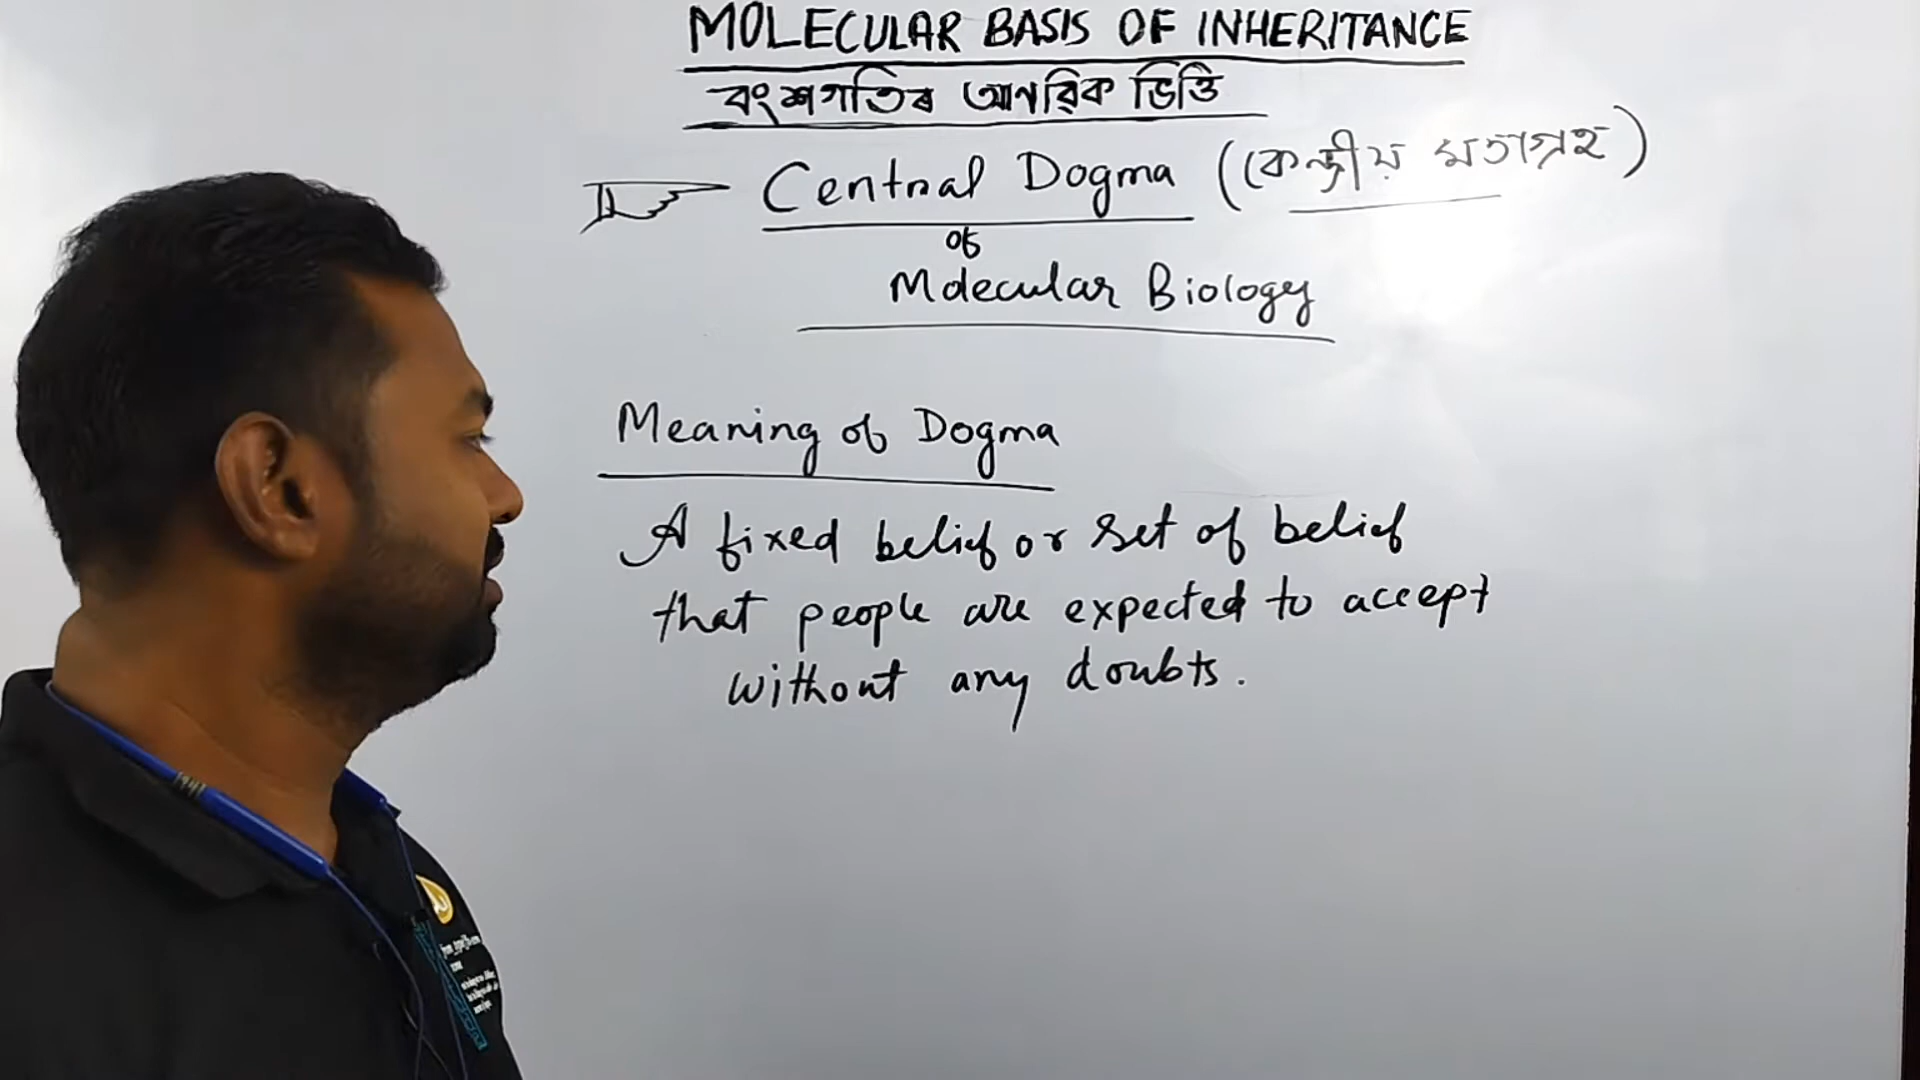 MOLECULAR BASIS OF INHERITANCE
বংশগতিৰ আণৱিক ভিত্তি
Central Dogma (কেন্দ্ৰীয় মতাগ্ৰহ)
of
Molecular Biology
Meaning of Dogma
A fixed belief or set of belief
that people are expected to accept
without any doubts.